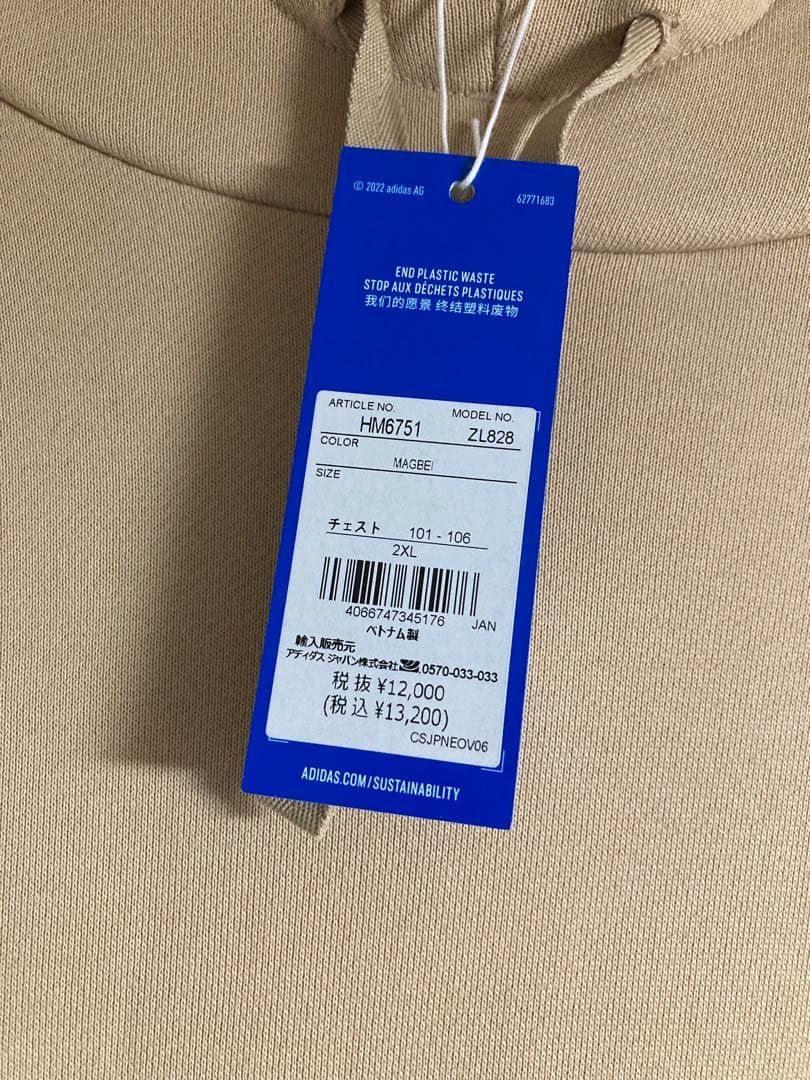 © 2022 adidas AG
62771683
END PLASTIC WASTE
STOP AUX DÉCHETS PLASTIQUES
我们的愿景 终结塑料废物
ARTICLE NO. MODEL NO.
HM6751 ZL828
COLOR
MAGBEI
SIZE
チェスト 101 - 106
2XL
4066747345176 JAN
ベトナム製
輸入販売元
アディダス ジャパン株式会社 0570-033-033
税抜 ¥12,000
(税込 ¥13,200)
CSJPNEOV06
ADIDAS.COM/SUSTAINABILITY